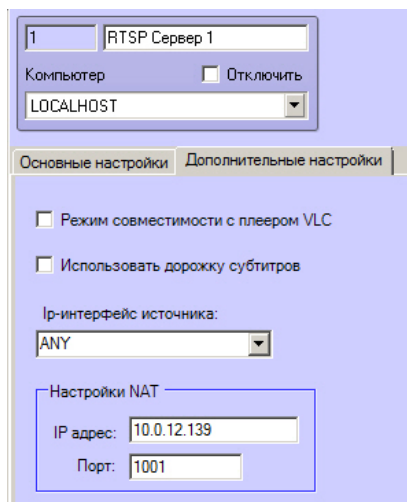 1 RTSP Сервер 1
Компьютер Отключить
LOCALHOST
Основные настройки Дополнительные настройки
Режим совместимости с плеером VLC
Использовать дорожку субтитров
Ip-интерфейс источника:
ANY
Настройки NAT
IP адрес: 10.0.12.139
Порт: 1001